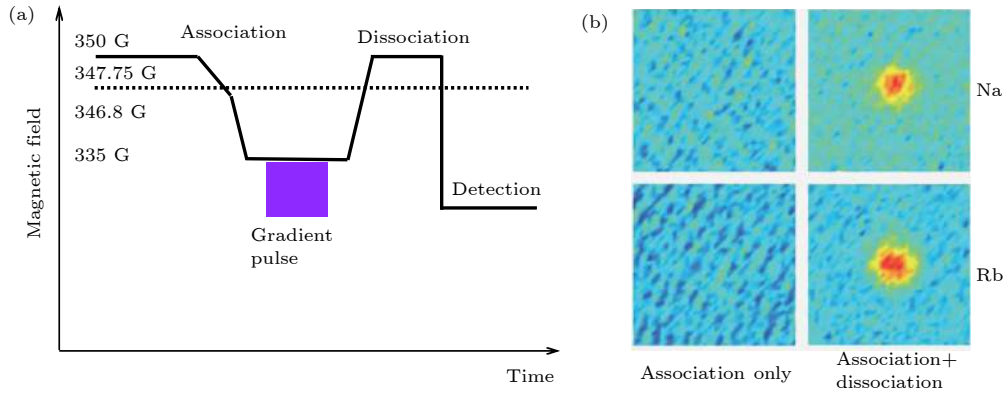 (a)
Magnetic field
350 G
347.75 G
346.8 G
335 G
Association
Dissociation
Gradient
pulse
Detection
Time
(b)
Na
Rb
Association only
Association+
dissociation